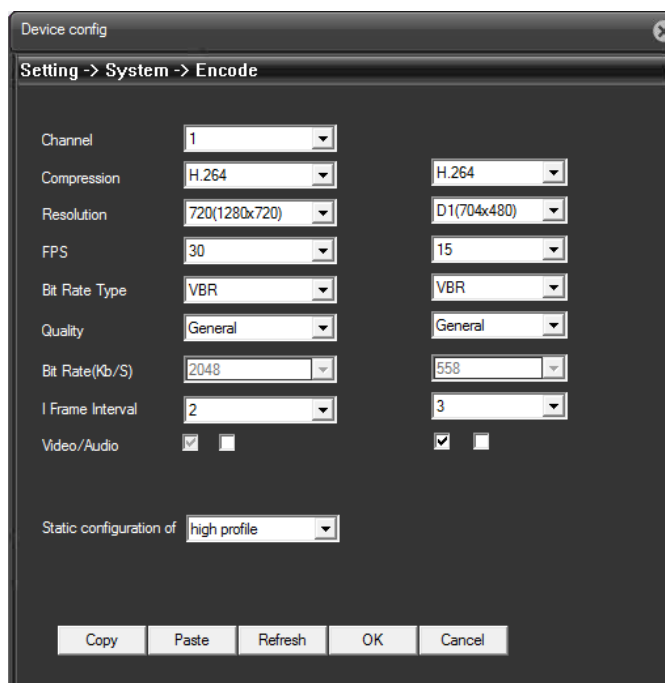 Device config
Setting -> System -> Encode
Channel 1
Compression H.264 H.264
Resolution 720(1280x720) D1(704x480)
FPS 30 15
Bit Rate Type VBR VBR
Quality General General
Bit Rate(Kb/S) 2048 558
I Frame Interval 2 3
Video/Audio
Static configuration of high profile
Copy Paste Refresh OK Cancel